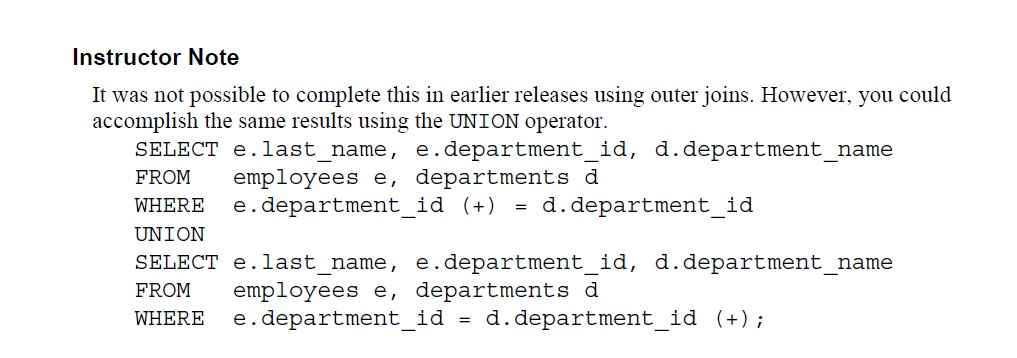 Instructor Note
It was not possible to complete this in earlier releases using outer joins. However, you could
accomplish the same results using the UNION operator.
SELECT e.last_name, e.department_id, d.department_name
FROM employees e, departments d
WHERE e.department_id (+) = d.department_id
UNION
SELECT e.last_name, e.department_id, d.department_name
FROM employees e, departments d
WHERE e.department_id = d.department_id (+);